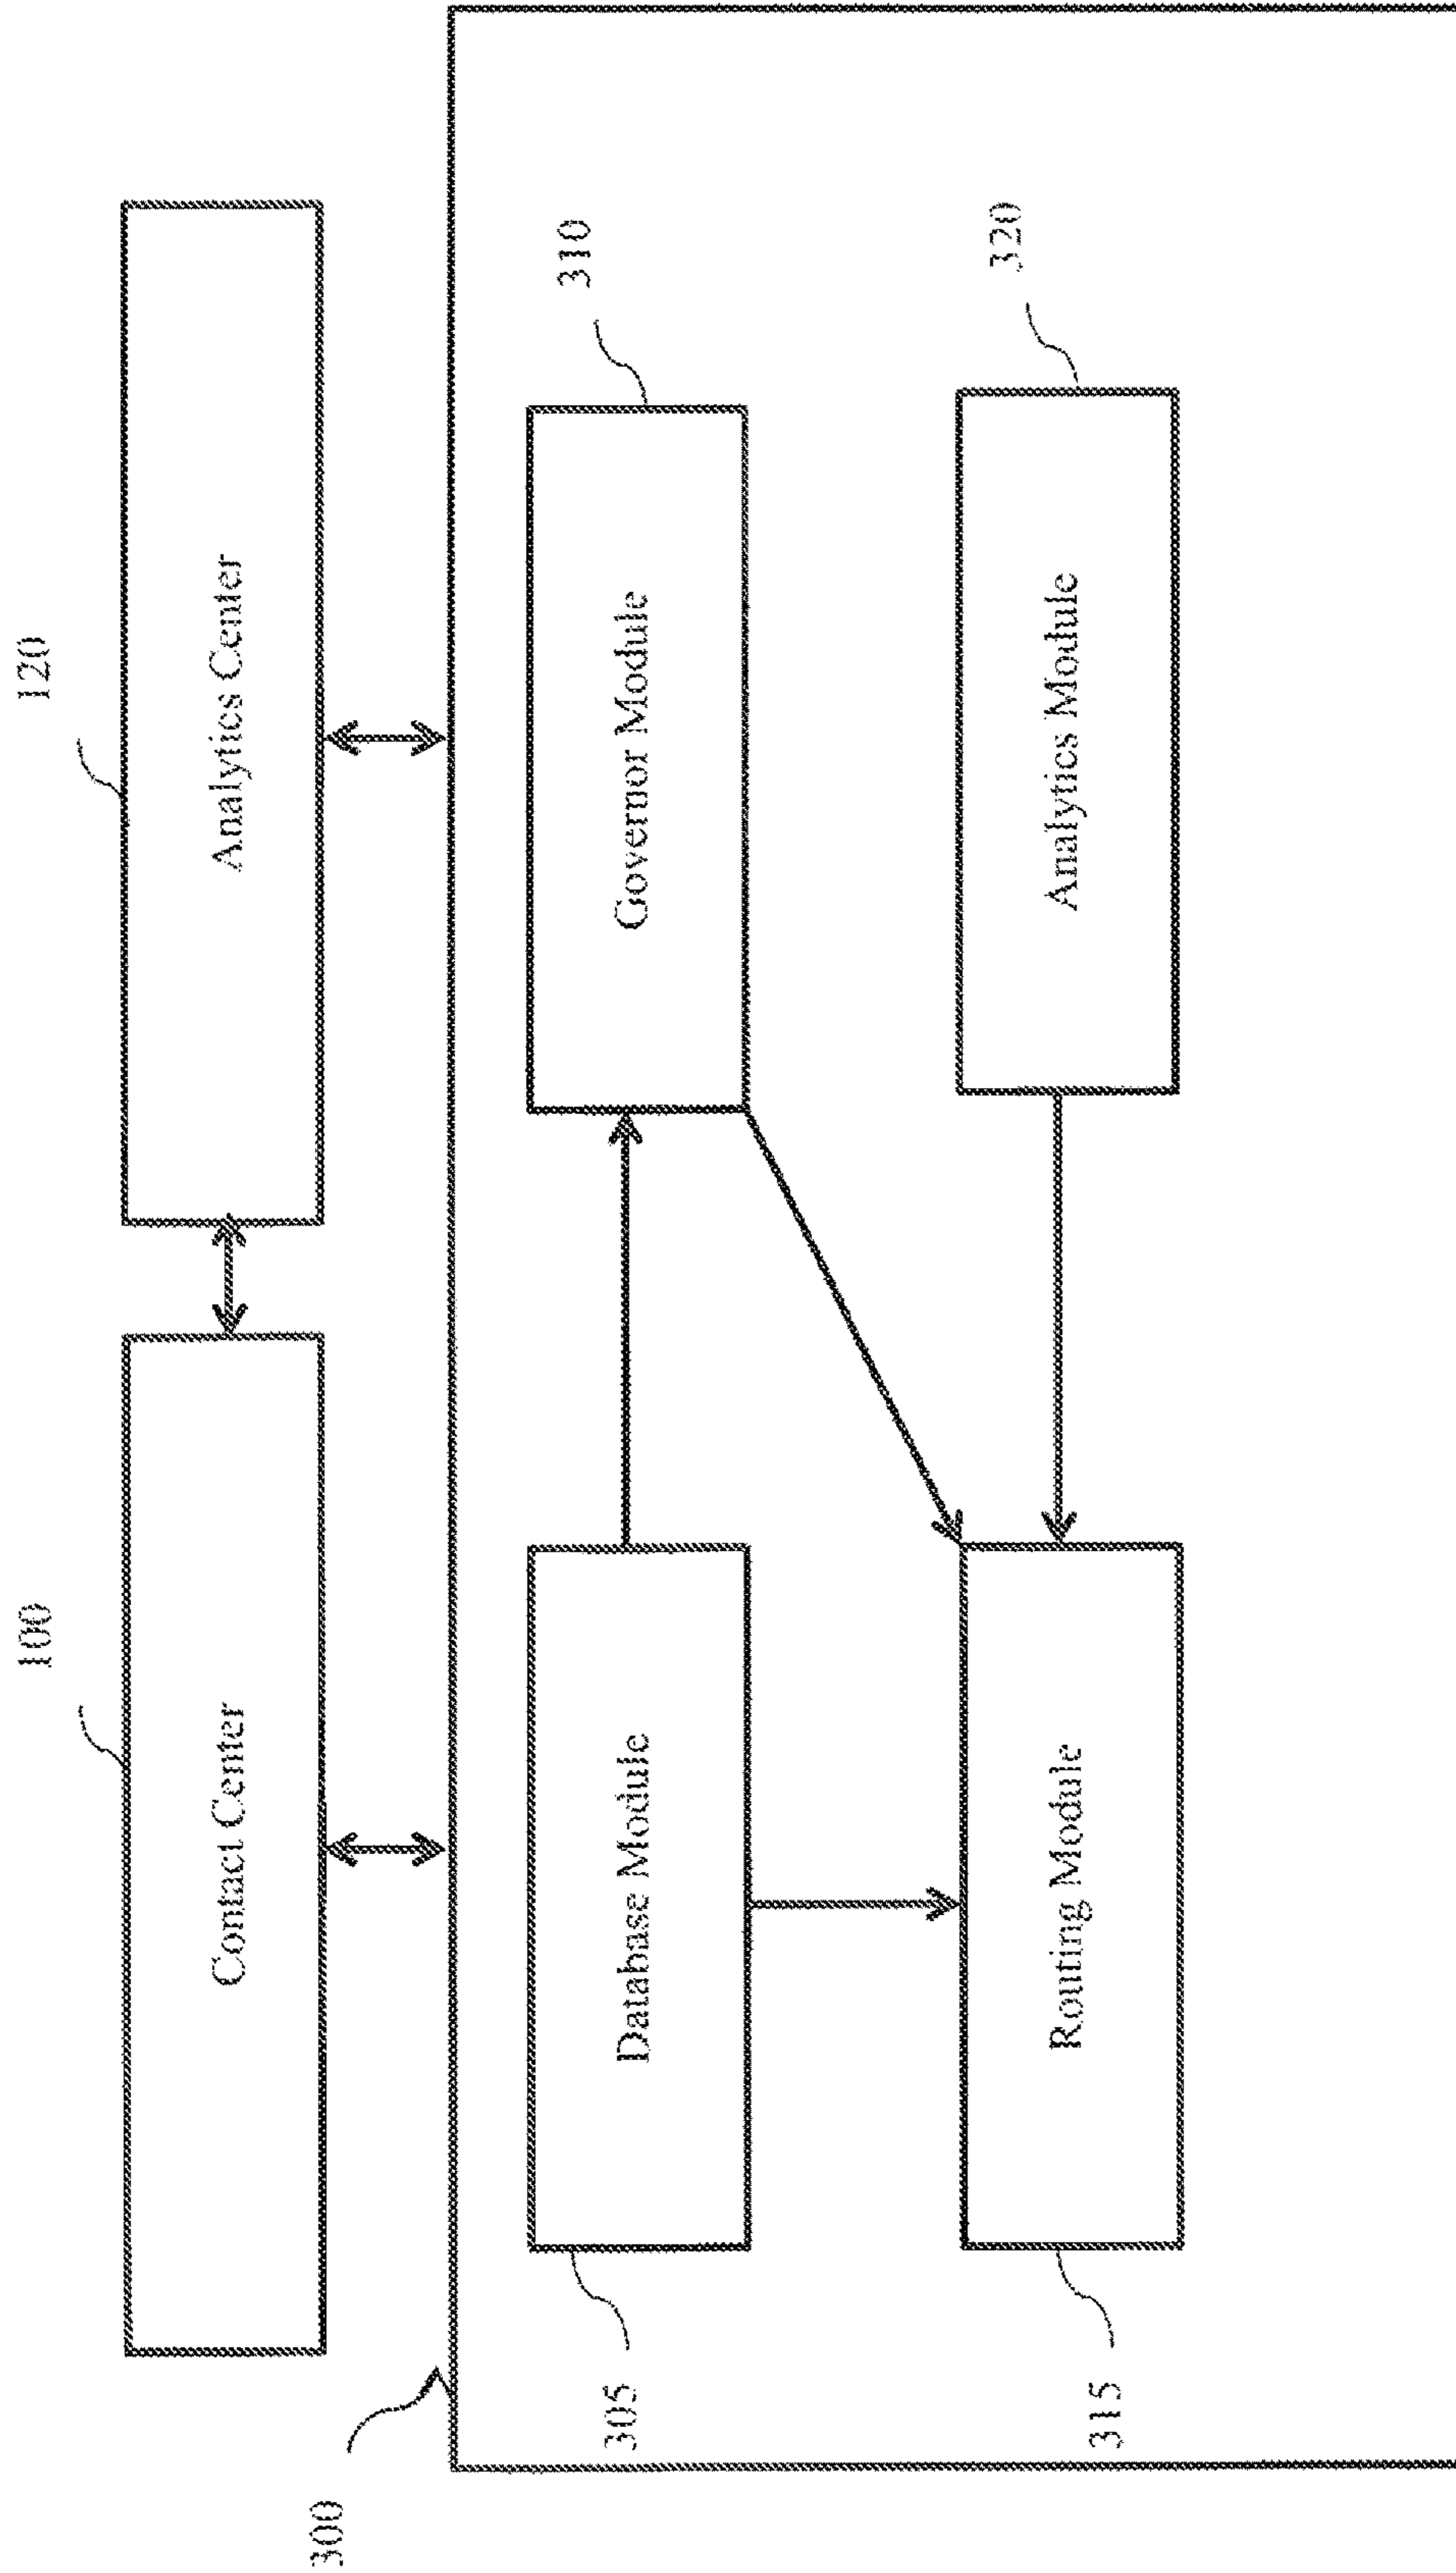 100
120
Contact Center
Analytics Center
300
310
Database Module
Governor Module
305
320
Routing Module
Analytics Module
315